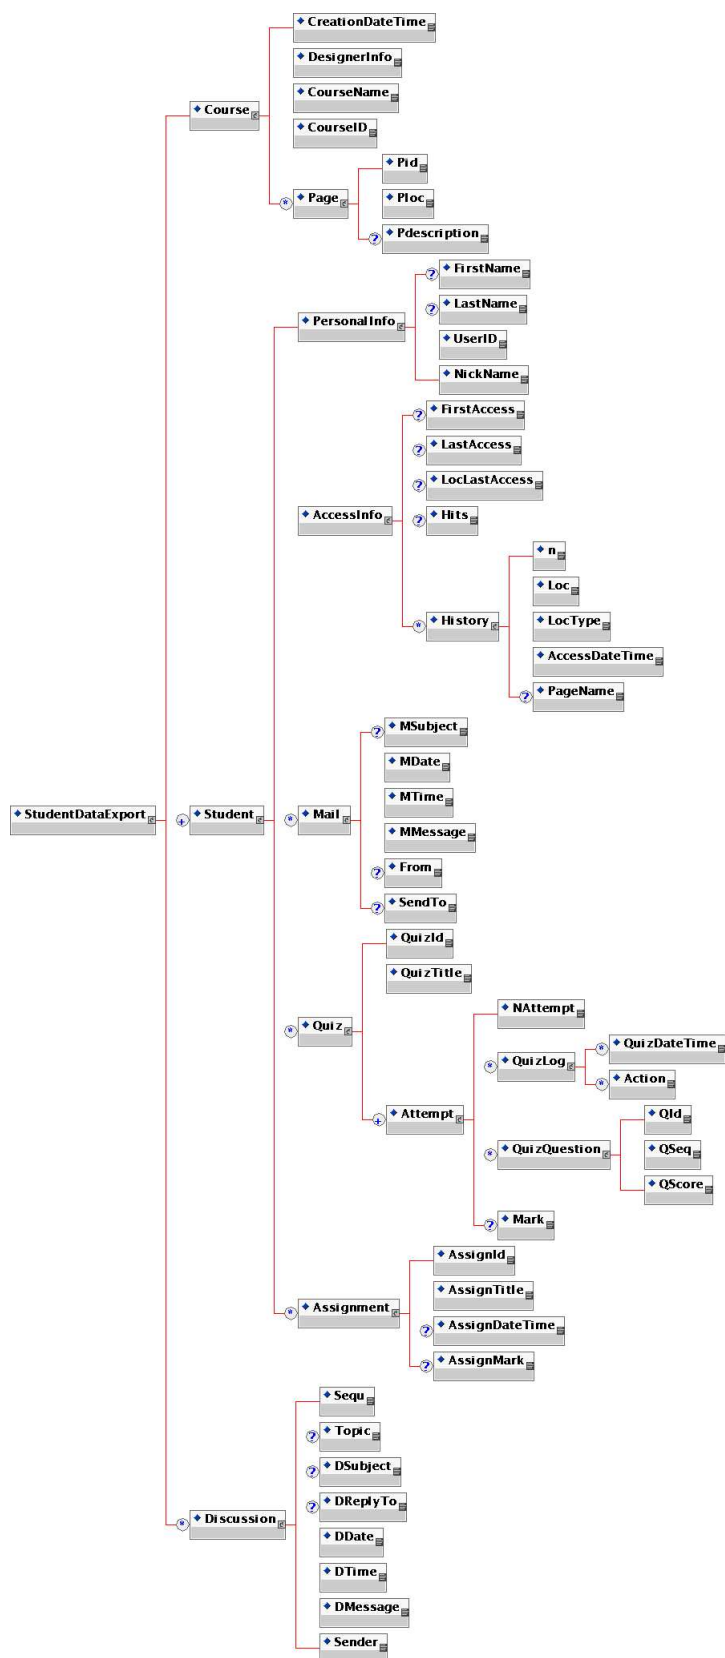 CreationDateTime
DesignerInfo
CourseName
Course
CourseID
Pid
Page
Ploc
? Pdescription
? FirstName
? LastName
PersonalInfo
UserID
NickName
? FirstAccess
? LastAccess
? LocLastAccess
AccessInfo
? Hits
n
Loc
* History
LocType
AccessDateTime
? PageName
? MSubject
MDate
MTime
StudentDataExport
+ Student
* Mail
MMessage
? From
? SendTo
QuizId
QuizTitle
NAttempt
* Quiz
* QuizDateTime
* QuizLog
* Action
+ Attempt
QId
* QuizQuestion
QSeq
QScore
? Mark
AssignId
AssignTitle
* Assignment
? AssignDateTime
? AssignMark
Sequ
? Topic
? DSubject
? DReplyTo
* Discussion
DDate
DTime
DMessage
Sender